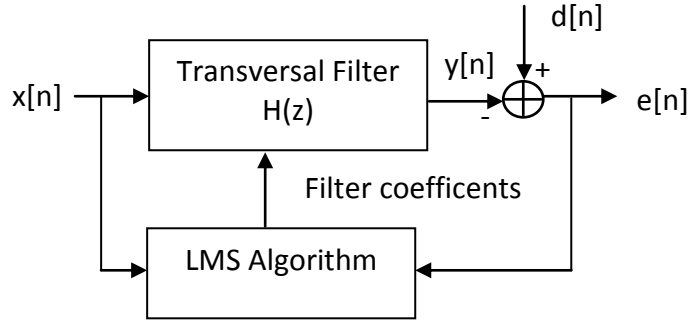 d[n]
Transversal Filter
H(z)
y[n]
+
x[n]
-
e[n]
Filter coefficents
LMS Algorithm